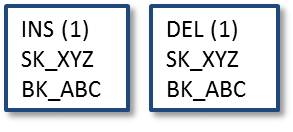 INS (1)
SK_XYZ
BK_ABC
DEL (1)
SK_XYZ
BK_ABC